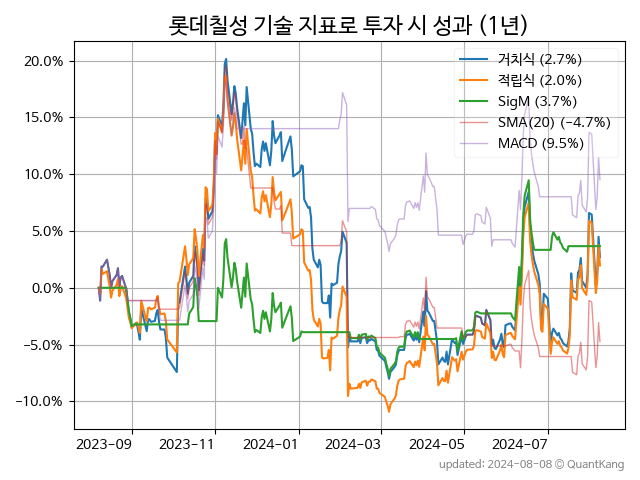 롯데칠성 기술 지표로 투자 시 성과 (1년)
거치식 (2.7%)
적립식 (2.0%)
SigM (3.7%)
SMA(20) (−4.7%)
MACD (9.5%)
20.0%
15.0%
10.0%
5.0%
0.0%
−5.0%
−10.0%
2023-09
2023-11
2024-01
2024-03
2024-05
2024-07
updated: 2024-08-08 © QuantKang